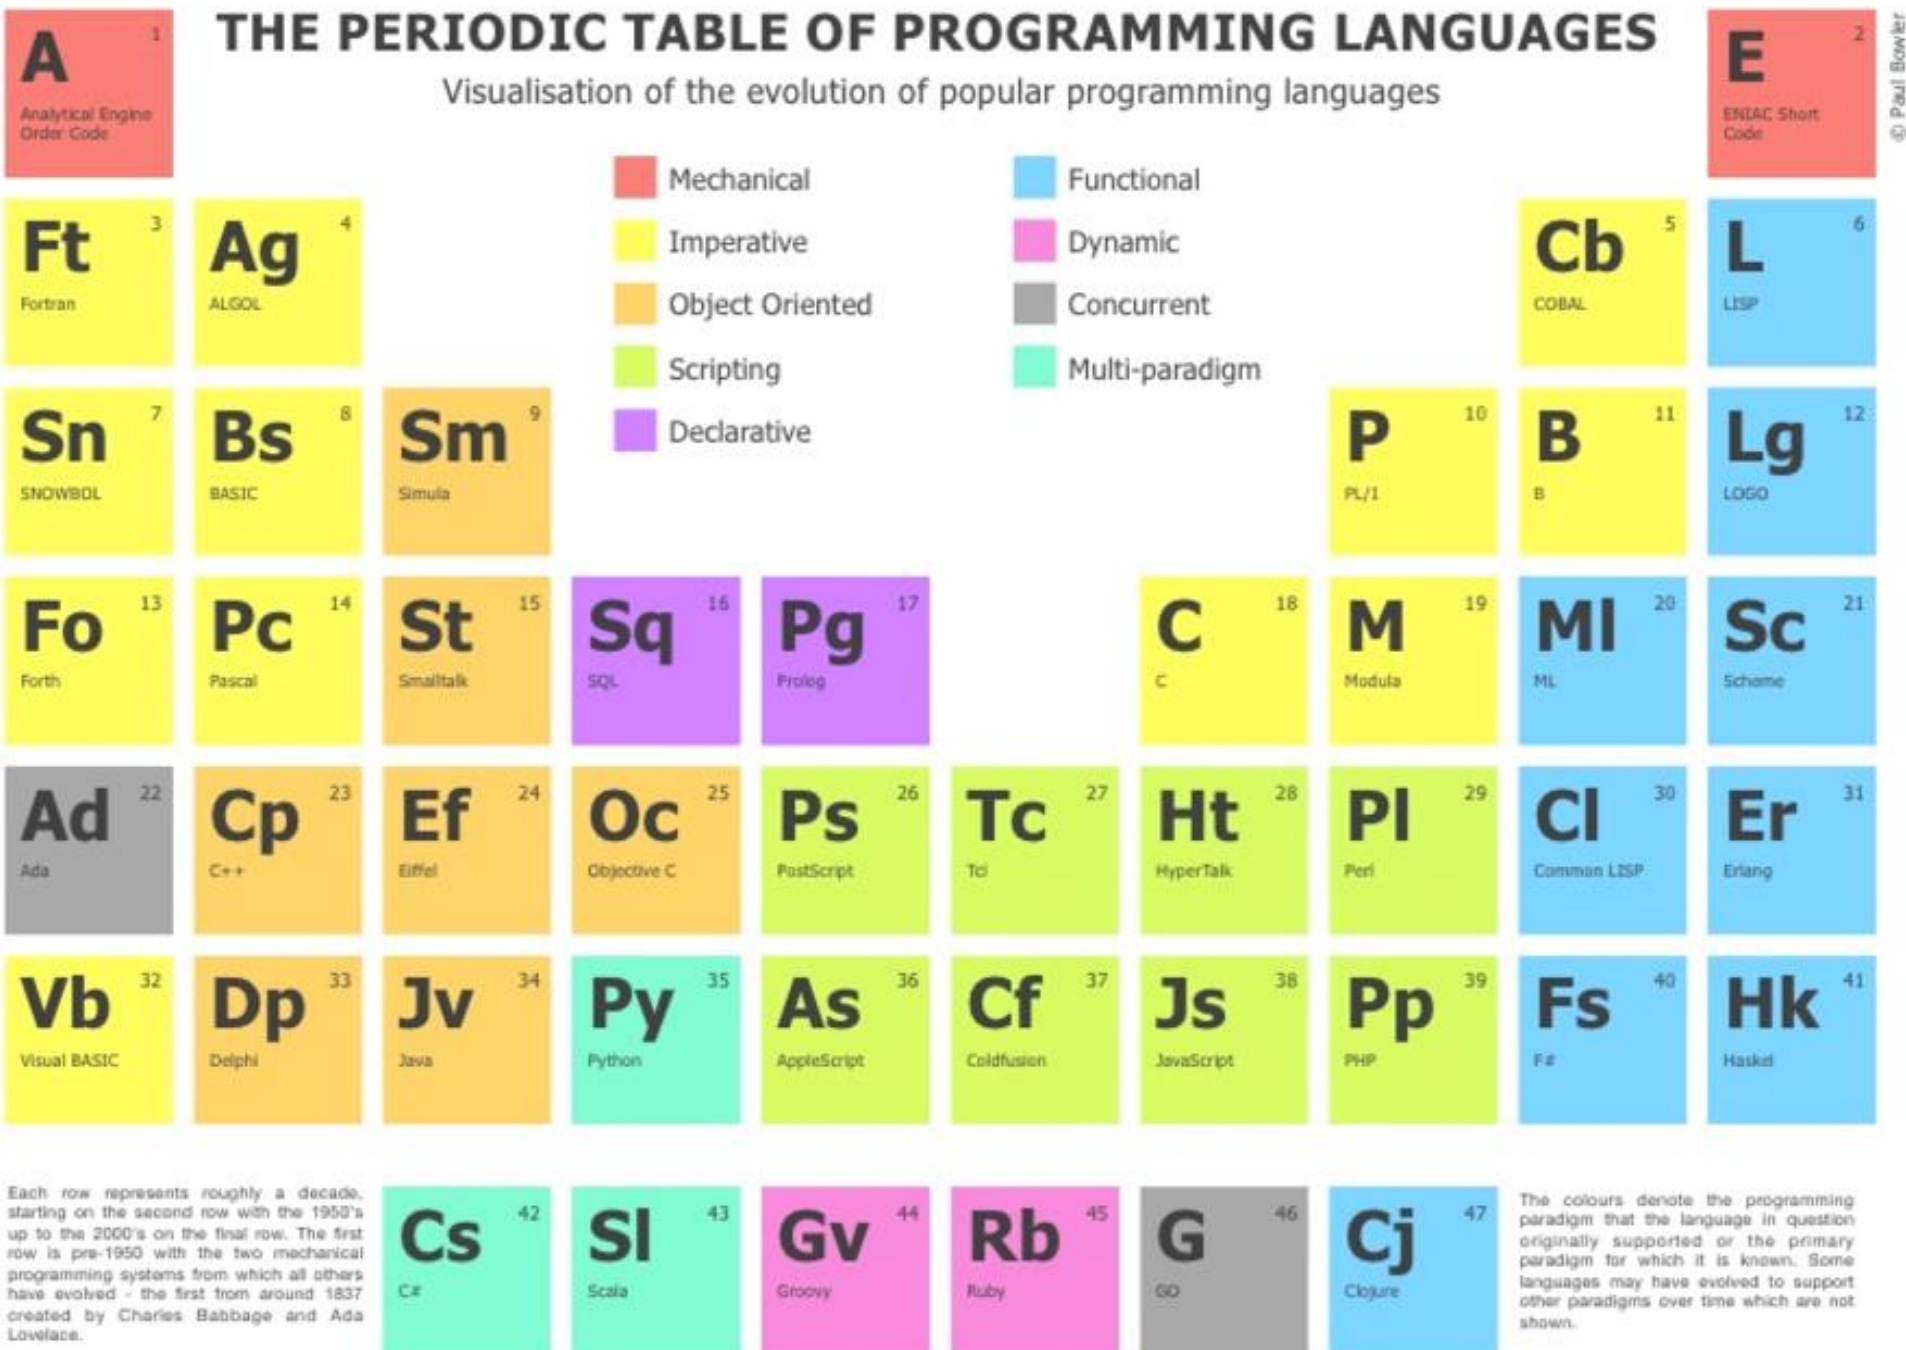 THE PERIODIC TABLE OF PROGRAMMING LANGUAGES
Visualisation of the evolution of popular programming languages
© Paul Bowler
A 1
Analytical Engine
Order Code
E 2
ENIAC Short
Code
Mechanical
Imperative
Object Oriented
Scripting
Declarative
Functional
Dynamic
Concurrent
Multi-paradigm
Ft 3
Fortran
Ag 4
ALGOL
Cb 5
COBAL
L 6
LISP
Sn 7
SNOWBOL
Bs 8
BASIC
Sm 9
Simula
P 10
PL/1
B 11
B
Lg 12
LOGO
Fo 13
Forth
Pc 14
Pascal
St 15
Smalltalk
Sq 16
SQL
Pg 17
Prolog
C 18
C
M 19
Modula
Ml 20
ML
Sc 21
Scheme
Ad 22
Ada
Cp 23
C++
Ef 24
Eiffel
Oc 25
Objective C
Ps 26
PostScript
Tc 27
Tcl
Ht 28
HyperTalk
Pl 29
Perl
Cl 30
Common LISP
Er 31
Erlang
Vb 32
Visual BASIC
Dp 33
Delphi
Jv 34
Java
Py 35
Python
As 36
AppleScript
Cf 37
Coldfusion
Js 38
JavaScript
Pp 39
PHP
Fs 40
F#
Hk 41
Haskel
Each row represents roughly a decade,
starting on the second row with the 1950's
up to the 2000's on the final row. The first
row is pre-1950 with the two mechanical
programming systems from which all others
have evolved - the first from around 1837
created by Charles Babbage and Ada
Lovelace.
Cs 42
C#
Sl 43
Scala
Gv 44
Groovy
Rb 45
Ruby
G 46
GO
Cj 47
Clojure
The colours denote the programming
paradigm that the language in question
originally supported or the primary
paradigm for which it is known. Some
languages may have evolved to support
other paradigms over time which are not
shown.